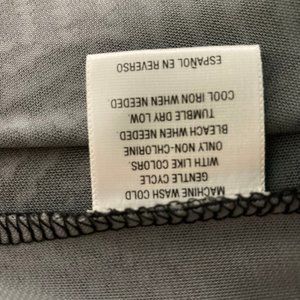 MACHINE WASH COLD
GENTLE CYCLE
WITH LIKE COLORS.
ONLY NON-CHLORINE
BLEACH WHEN NEEDED
TUMBLE DRY LOW.
COOL IRON WHEN NEEDED
ESPAÑOL EN REVERSO